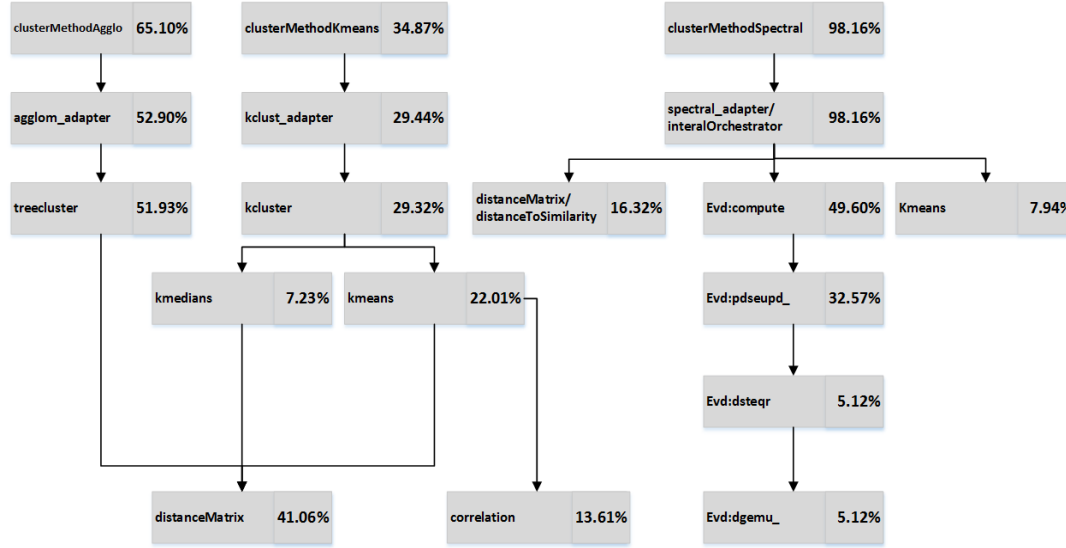 clusterMethodAgglo 65.10%
clusterMethodKmeans 34.87%
clusterMethodSpectral 98.16%
agglom_adapter 52.90%
kclust_adapter 29.44%
spectral_adapter/
interalOrchestrator 98.16%
treecluster 51.93%
kcluster 29.32%
distanceMatrix/
distanceToSimilarity 16.32%
Evd:compute 49.60%
Kmeans 7.94%
kmedians 7.23%
kmeans 22.01%
Evd:pdseupd_ 32.57%
Evd:dsteqr 5.12%
distanceMatrix 41.06%
correlation 13.61%
Evd:dgemu_ 5.12%